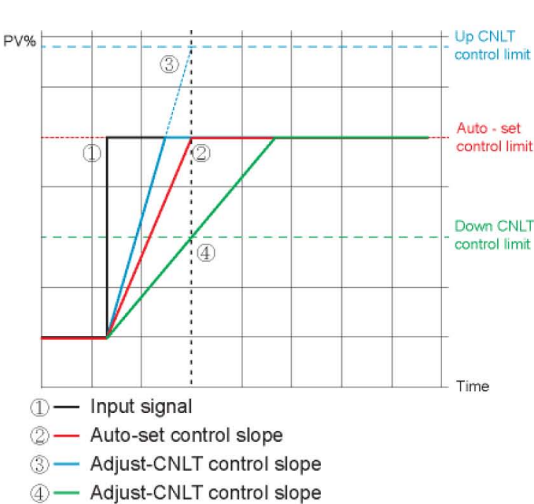 PV%
Up CNLT
control limit
③
Auto - set
control limit
①
②
Down CNLT
control limit
④
Time
① Input signal
② Auto-set control slope
③ Adjust-CNLT control slope
④ Adjust-CNLT control slope